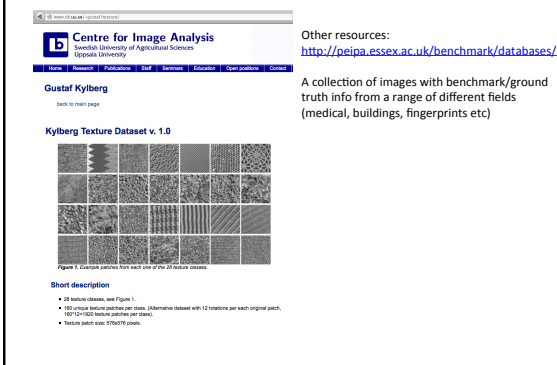 www.cb.uu.se/~gustaf/texture/
Centre for Image Analysis
Swedish University of Agricultural Sciences
Uppsala University
Home Research Publications Staff Seminars Education Open positions Contact
Gustaf Kylberg
back to main page
Kylberg Texture Dataset v. 1.0
Figure 1. Example patches from each one of the 28 texture classes.
Short description
28 texture classes, see Figure 1.
160 unique texture patches per class. (Alternative dataset with 12 rotations per each original patch,
160*12=1920 texture patches per class).
Texture patch size: 576x576 pixels.
Other resources:
http://peipa.essex.ac.uk/benchmark/databases/
A collection of images with benchmark/ground
truth info from a range of different fields
(medical, buildings, fingerprints etc)